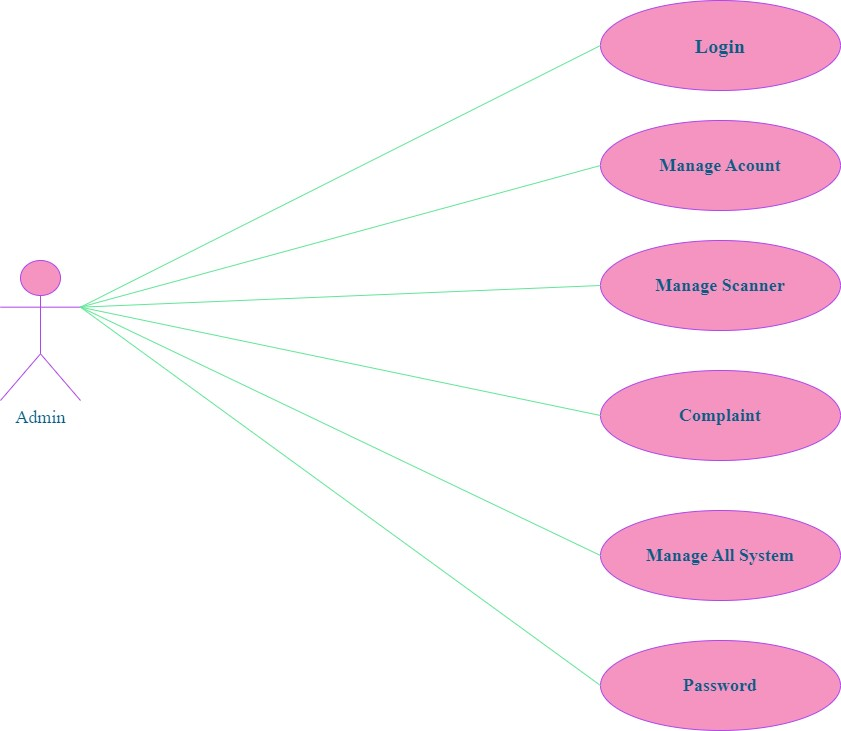 Login
Manage Acount
Manage Scanner
Complaint
Admin
Manage All System
Password